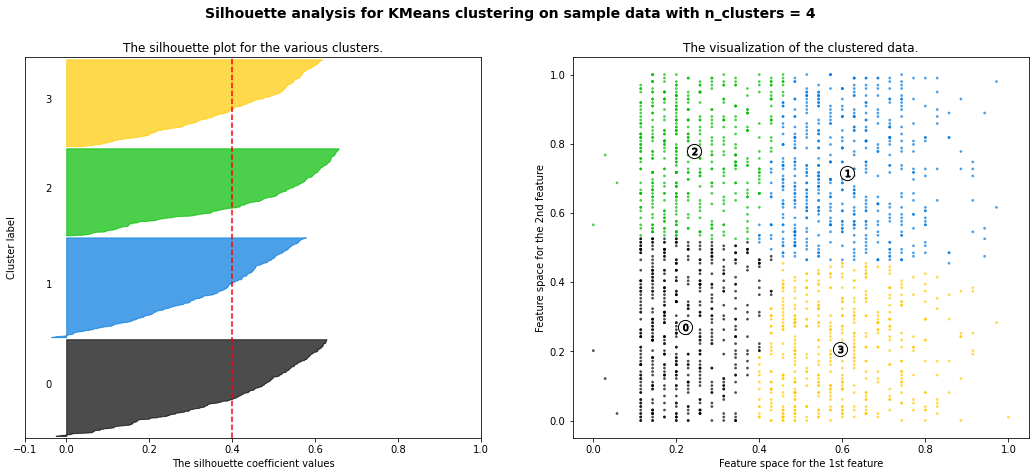 Silhouette analysis for KMeans clustering on sample data with n_clusters = 4
The silhouette plot for the various clusters.
3
2
1
0
Cluster label
−0.1 0.0 0.2 0.4 0.6 0.8 1.0
The silhouette coefficient values
The visualization of the clustered data.
1.0
0.8
0.6
0.4
0.2
0.0
Feature space for the 2nd feature
2
1
0
3
0.0 0.2 0.4 0.6 0.8 1.0
Feature space for the 1st feature